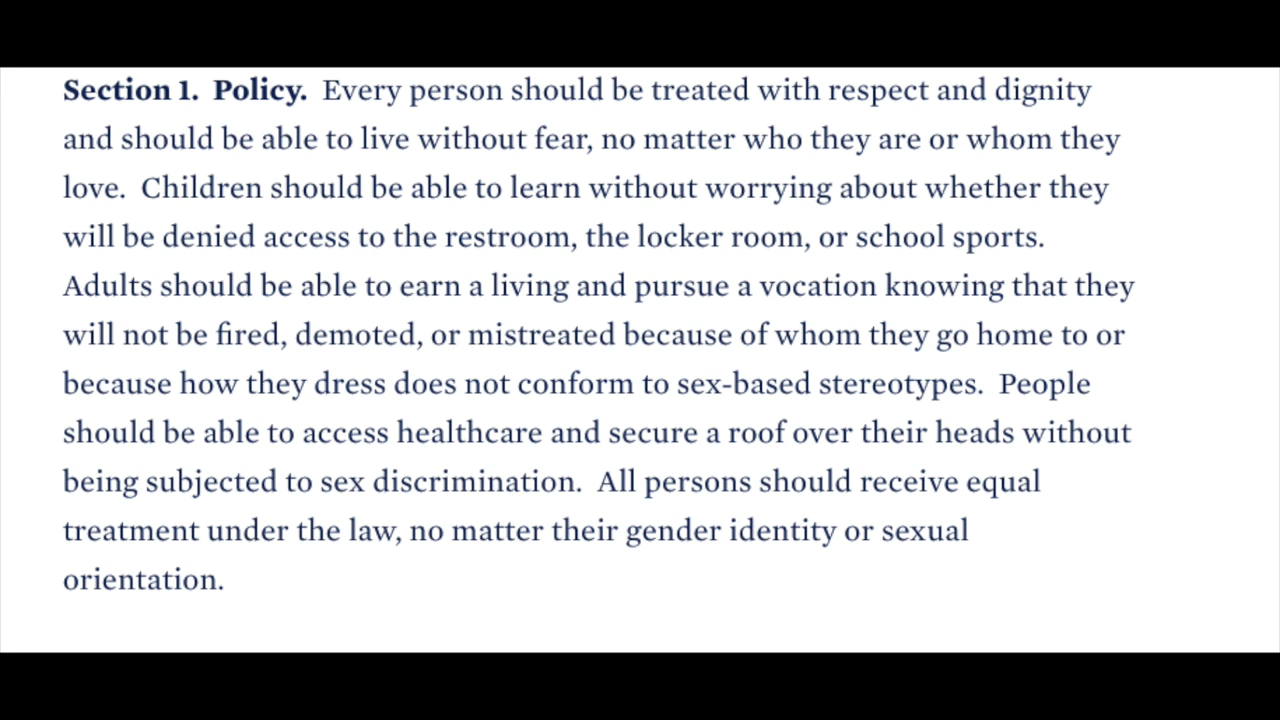 Section 1.  Policy.  Every person should be treated with respect and dignity
and should be able to live without fear, no matter who they are or whom they
love.  Children should be able to learn without worrying about whether they
will be denied access to the restroom, the locker room, or school sports.
Adults should be able to earn a living and pursue a vocation knowing that they
will not be fired, demoted, or mistreated because of whom they go home to or
because how they dress does not conform to sex-based stereotypes.  People
should be able to access healthcare and secure a roof over their heads without
being subjected to sex discrimination.  All persons should receive equal
treatment under the law, no matter their gender identity or sexual
orientation.